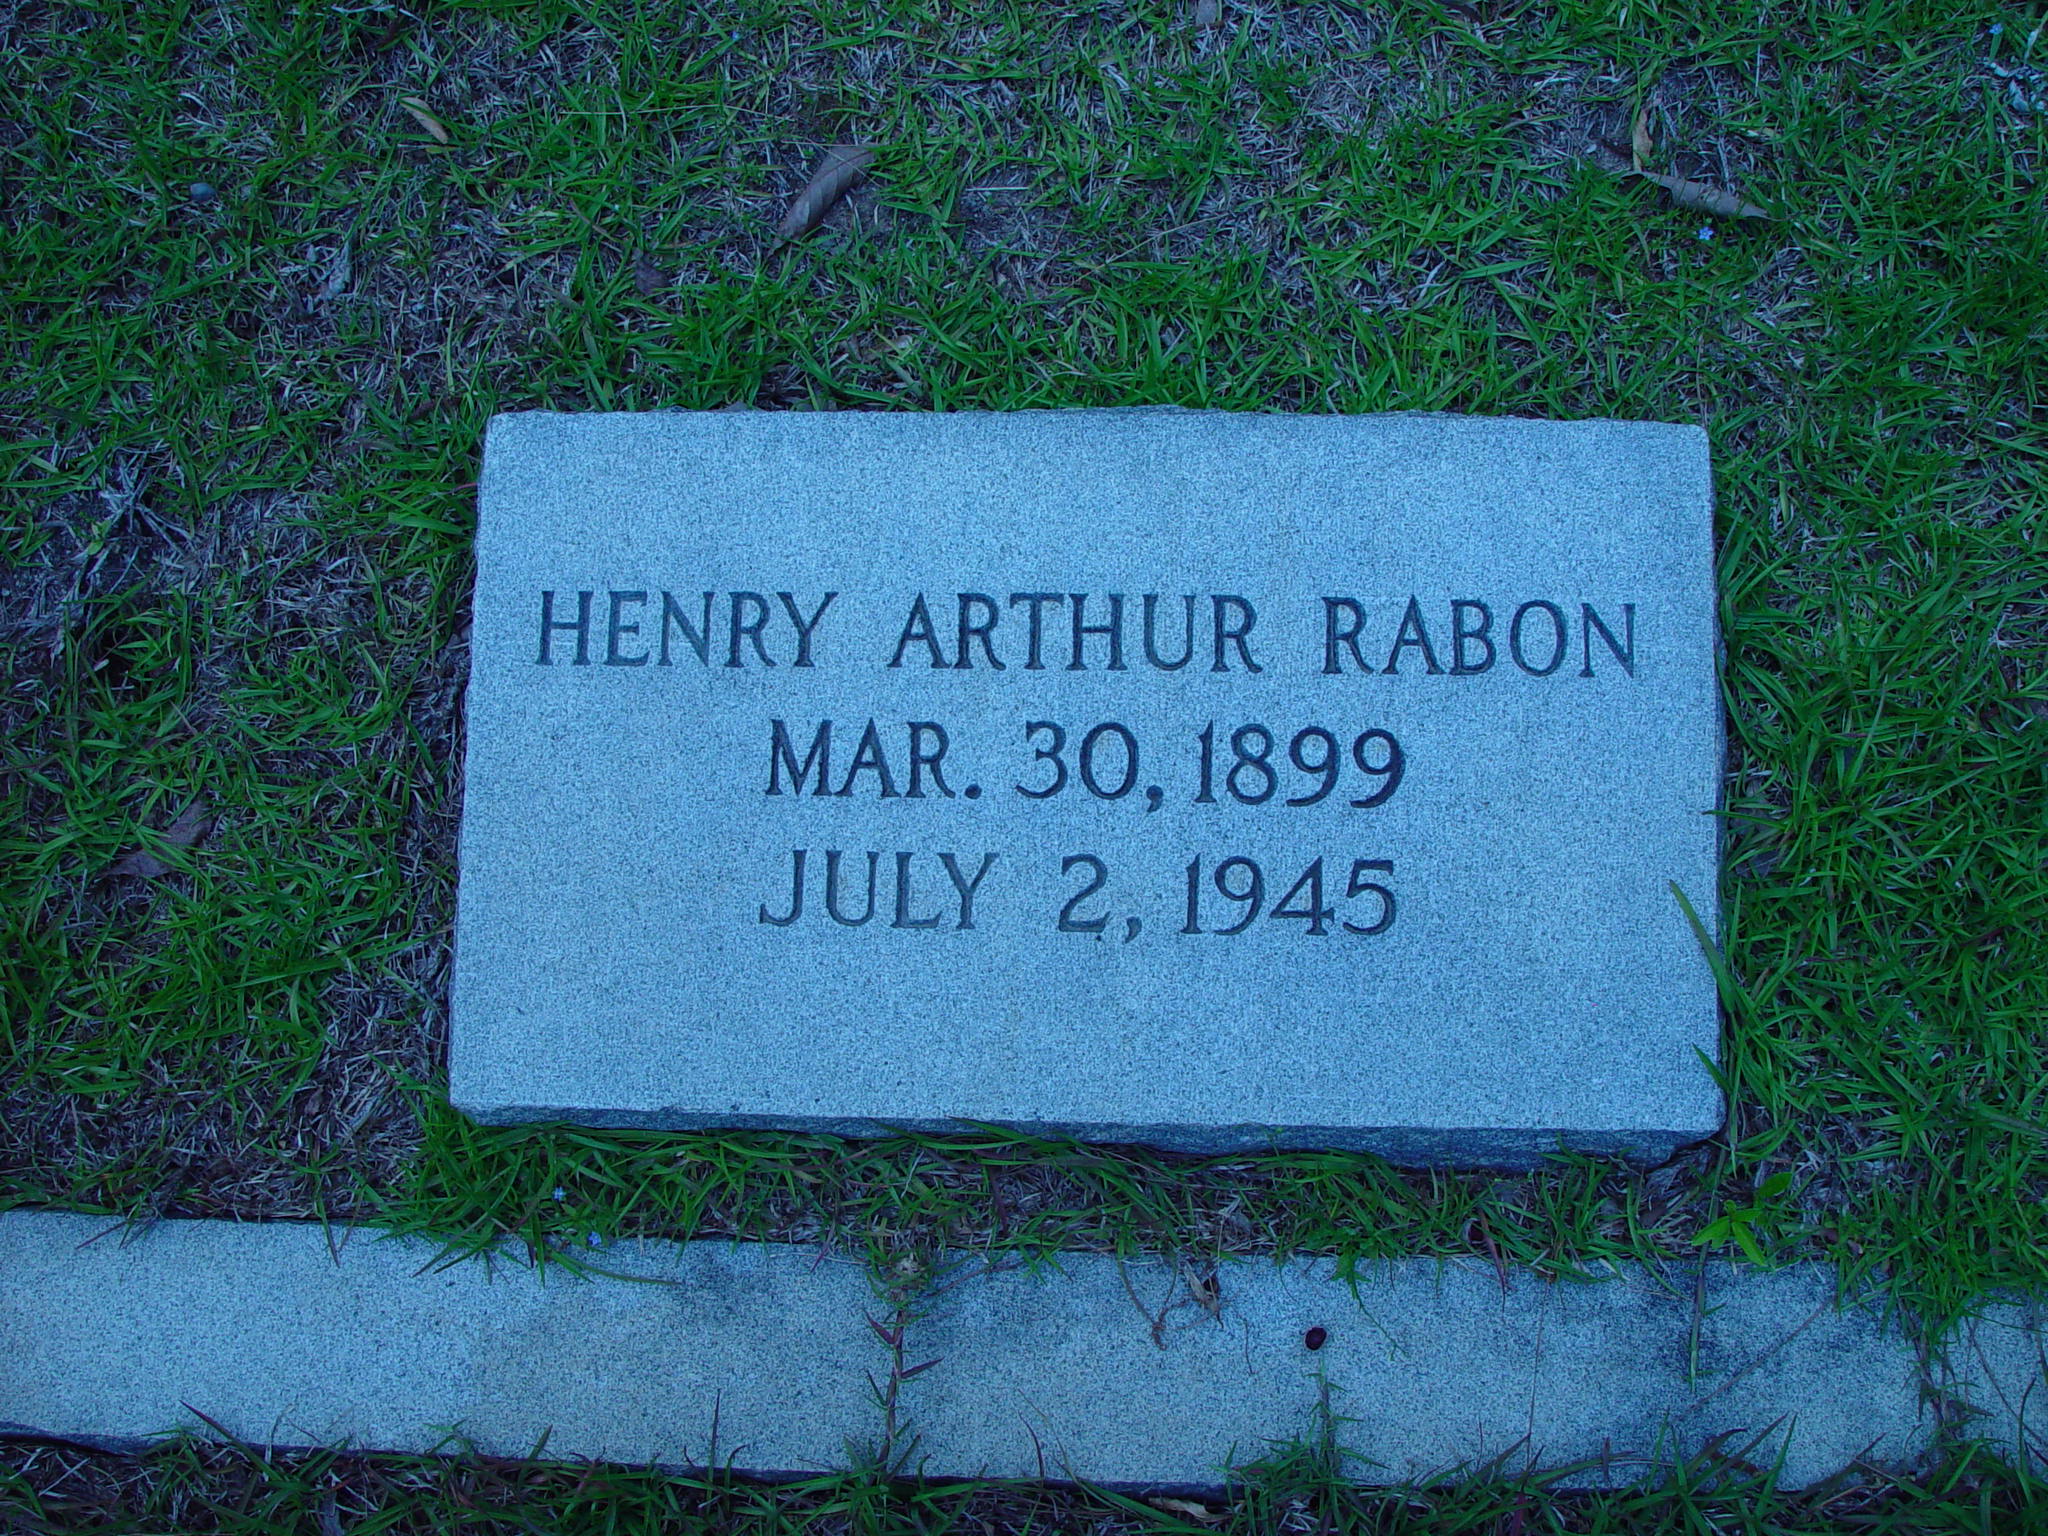 HENRY ARTHUR RABON
MAR. 30, 1899
JULY 2, 1945